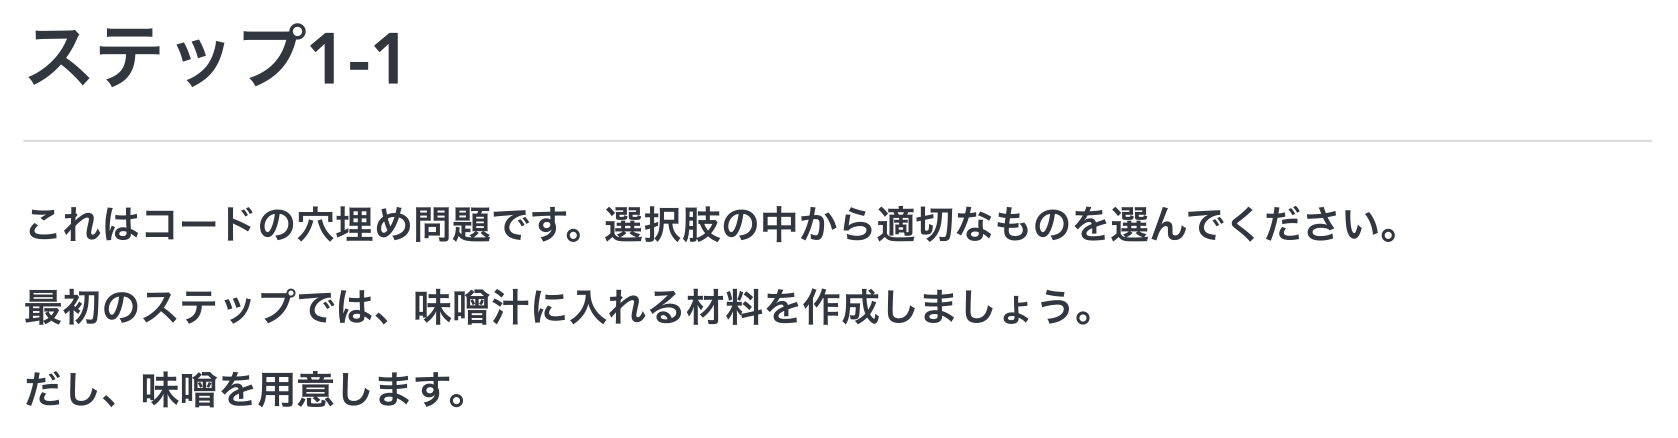 ステップ1-1
これはコードの穴埋め問題です。選択肢の中から適切なものを選んでください。
最初のステップでは、味噌汁に入れる材料を作成しましょう。
だし、味噌を用意します。